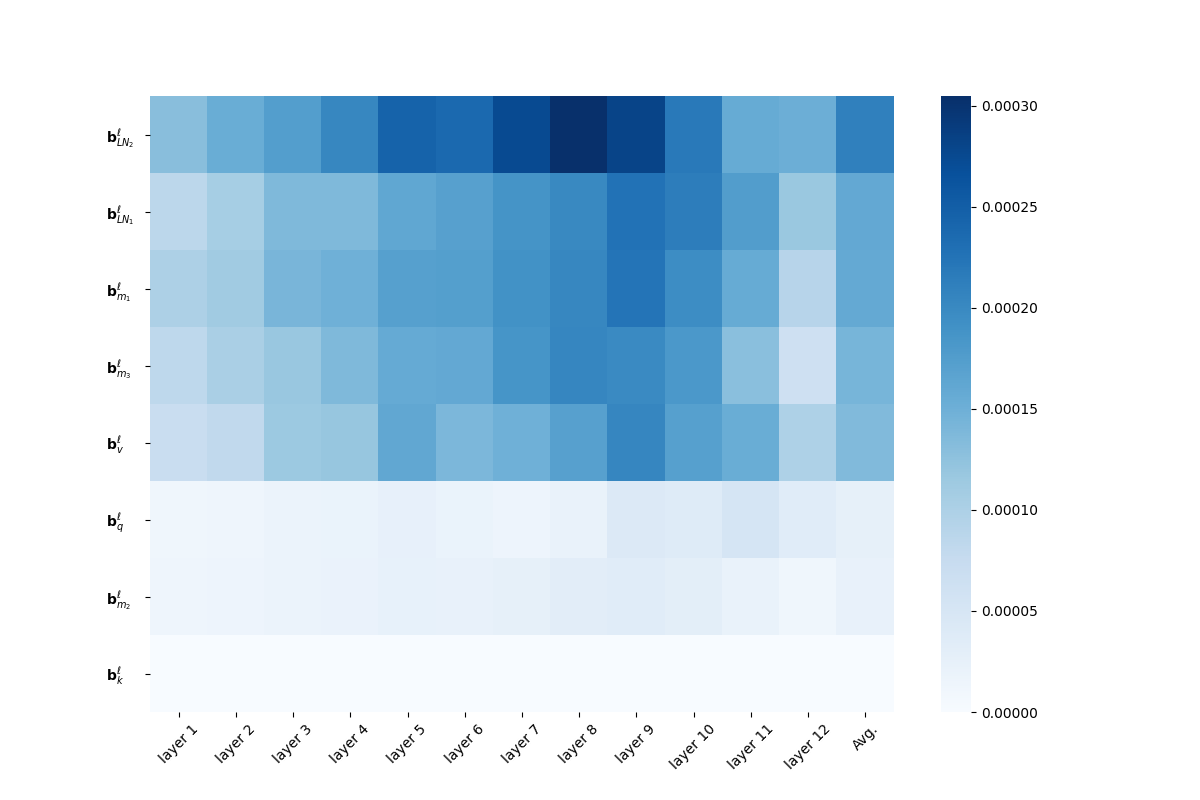 b^ℓ_{LN_2}
b^ℓ_{LN_1}
b^ℓ_{m_1}
b^ℓ_{m_3}
b^ℓ_v
b^ℓ_q
b^ℓ_{m_2}
b^ℓ_k
layer 1
layer 2
layer 3
layer 4
layer 5
layer 6
layer 7
layer 8
layer 9
layer 10
layer 11
layer 12
Avg.
0.00030
0.00025
0.00020
0.00015
0.00010
0.00005
0.00000